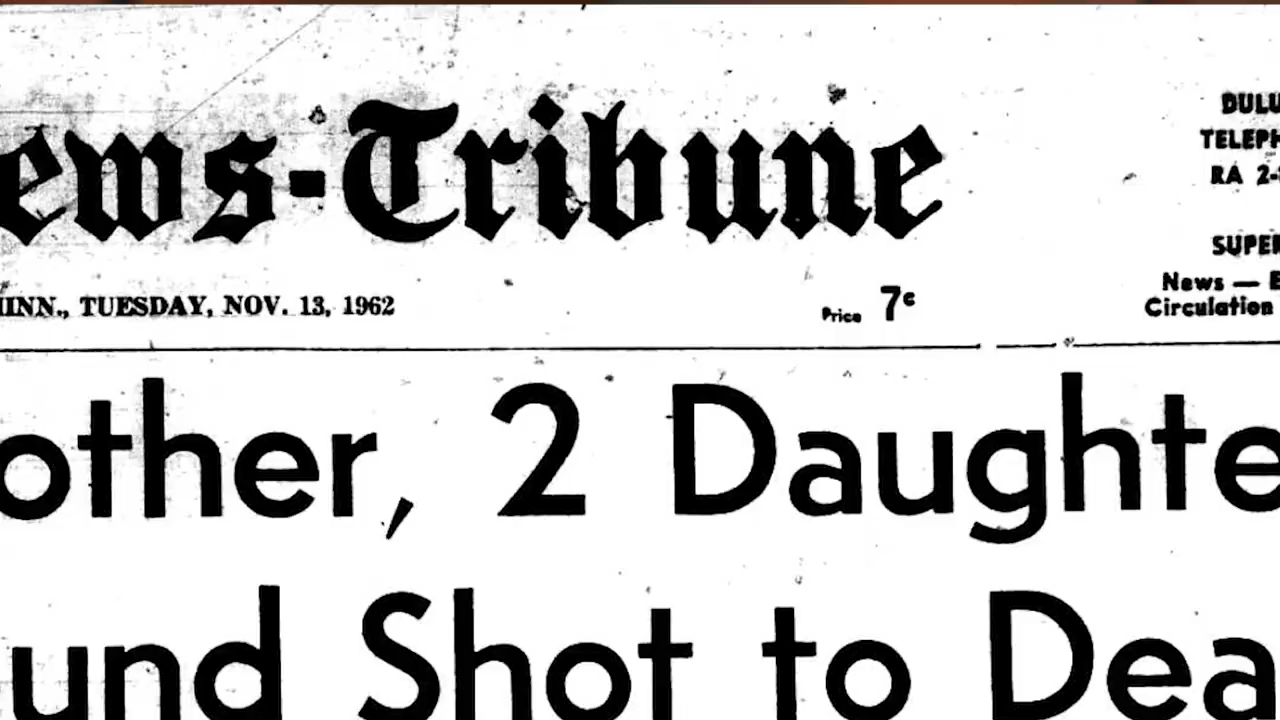 ews-Tribune
DULU
TELEPH
RA 2-
SUPER
News — E
Circulation
INN., TUESDAY, NOV. 13, 1962
Price 7c
other, 2 Daughte
und Shot to Dea